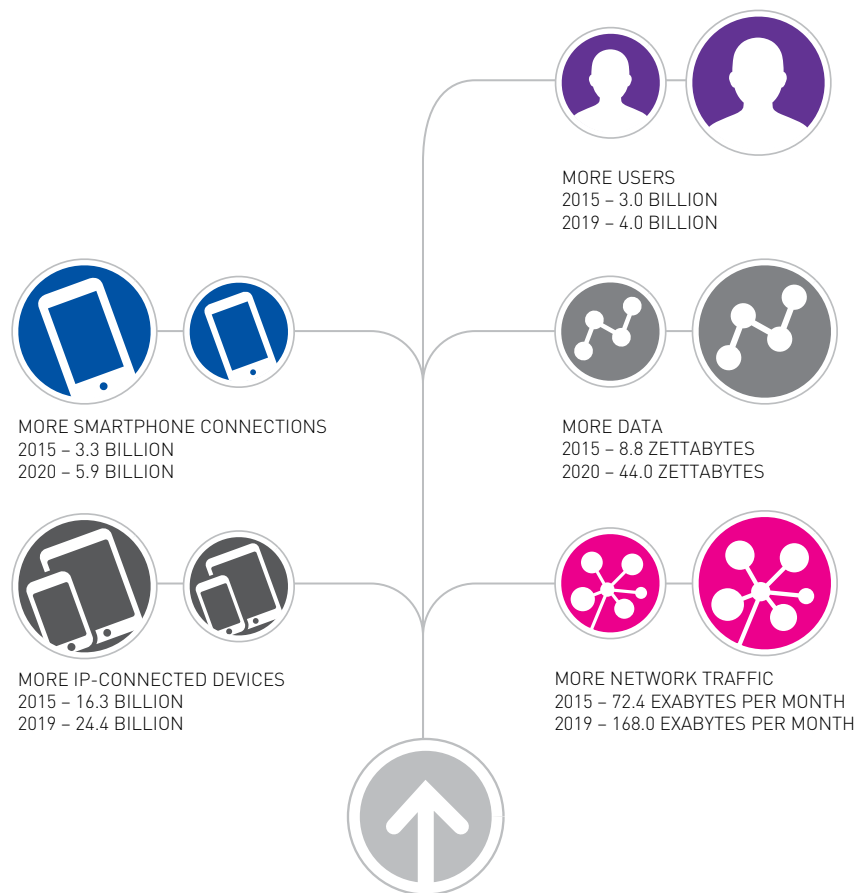 MORE USERS
2015 – 3.0 BILLION
2019 – 4.0 BILLION
MORE SMARTPHONE CONNECTIONS
2015 – 3.3 BILLION
2020 – 5.9 BILLION
MORE DATA
2015 – 8.8 ZETTABYTES
2020 – 44.0 ZETTABYTES
MORE IP-CONNECTED DEVICES
2015 – 16.3 BILLION
2019 – 24.4 BILLION
MORE NETWORK TRAFFIC
2015 – 72.4 EXABYTES PER MONTH
2019 – 168.0 EXABYTES PER MONTH